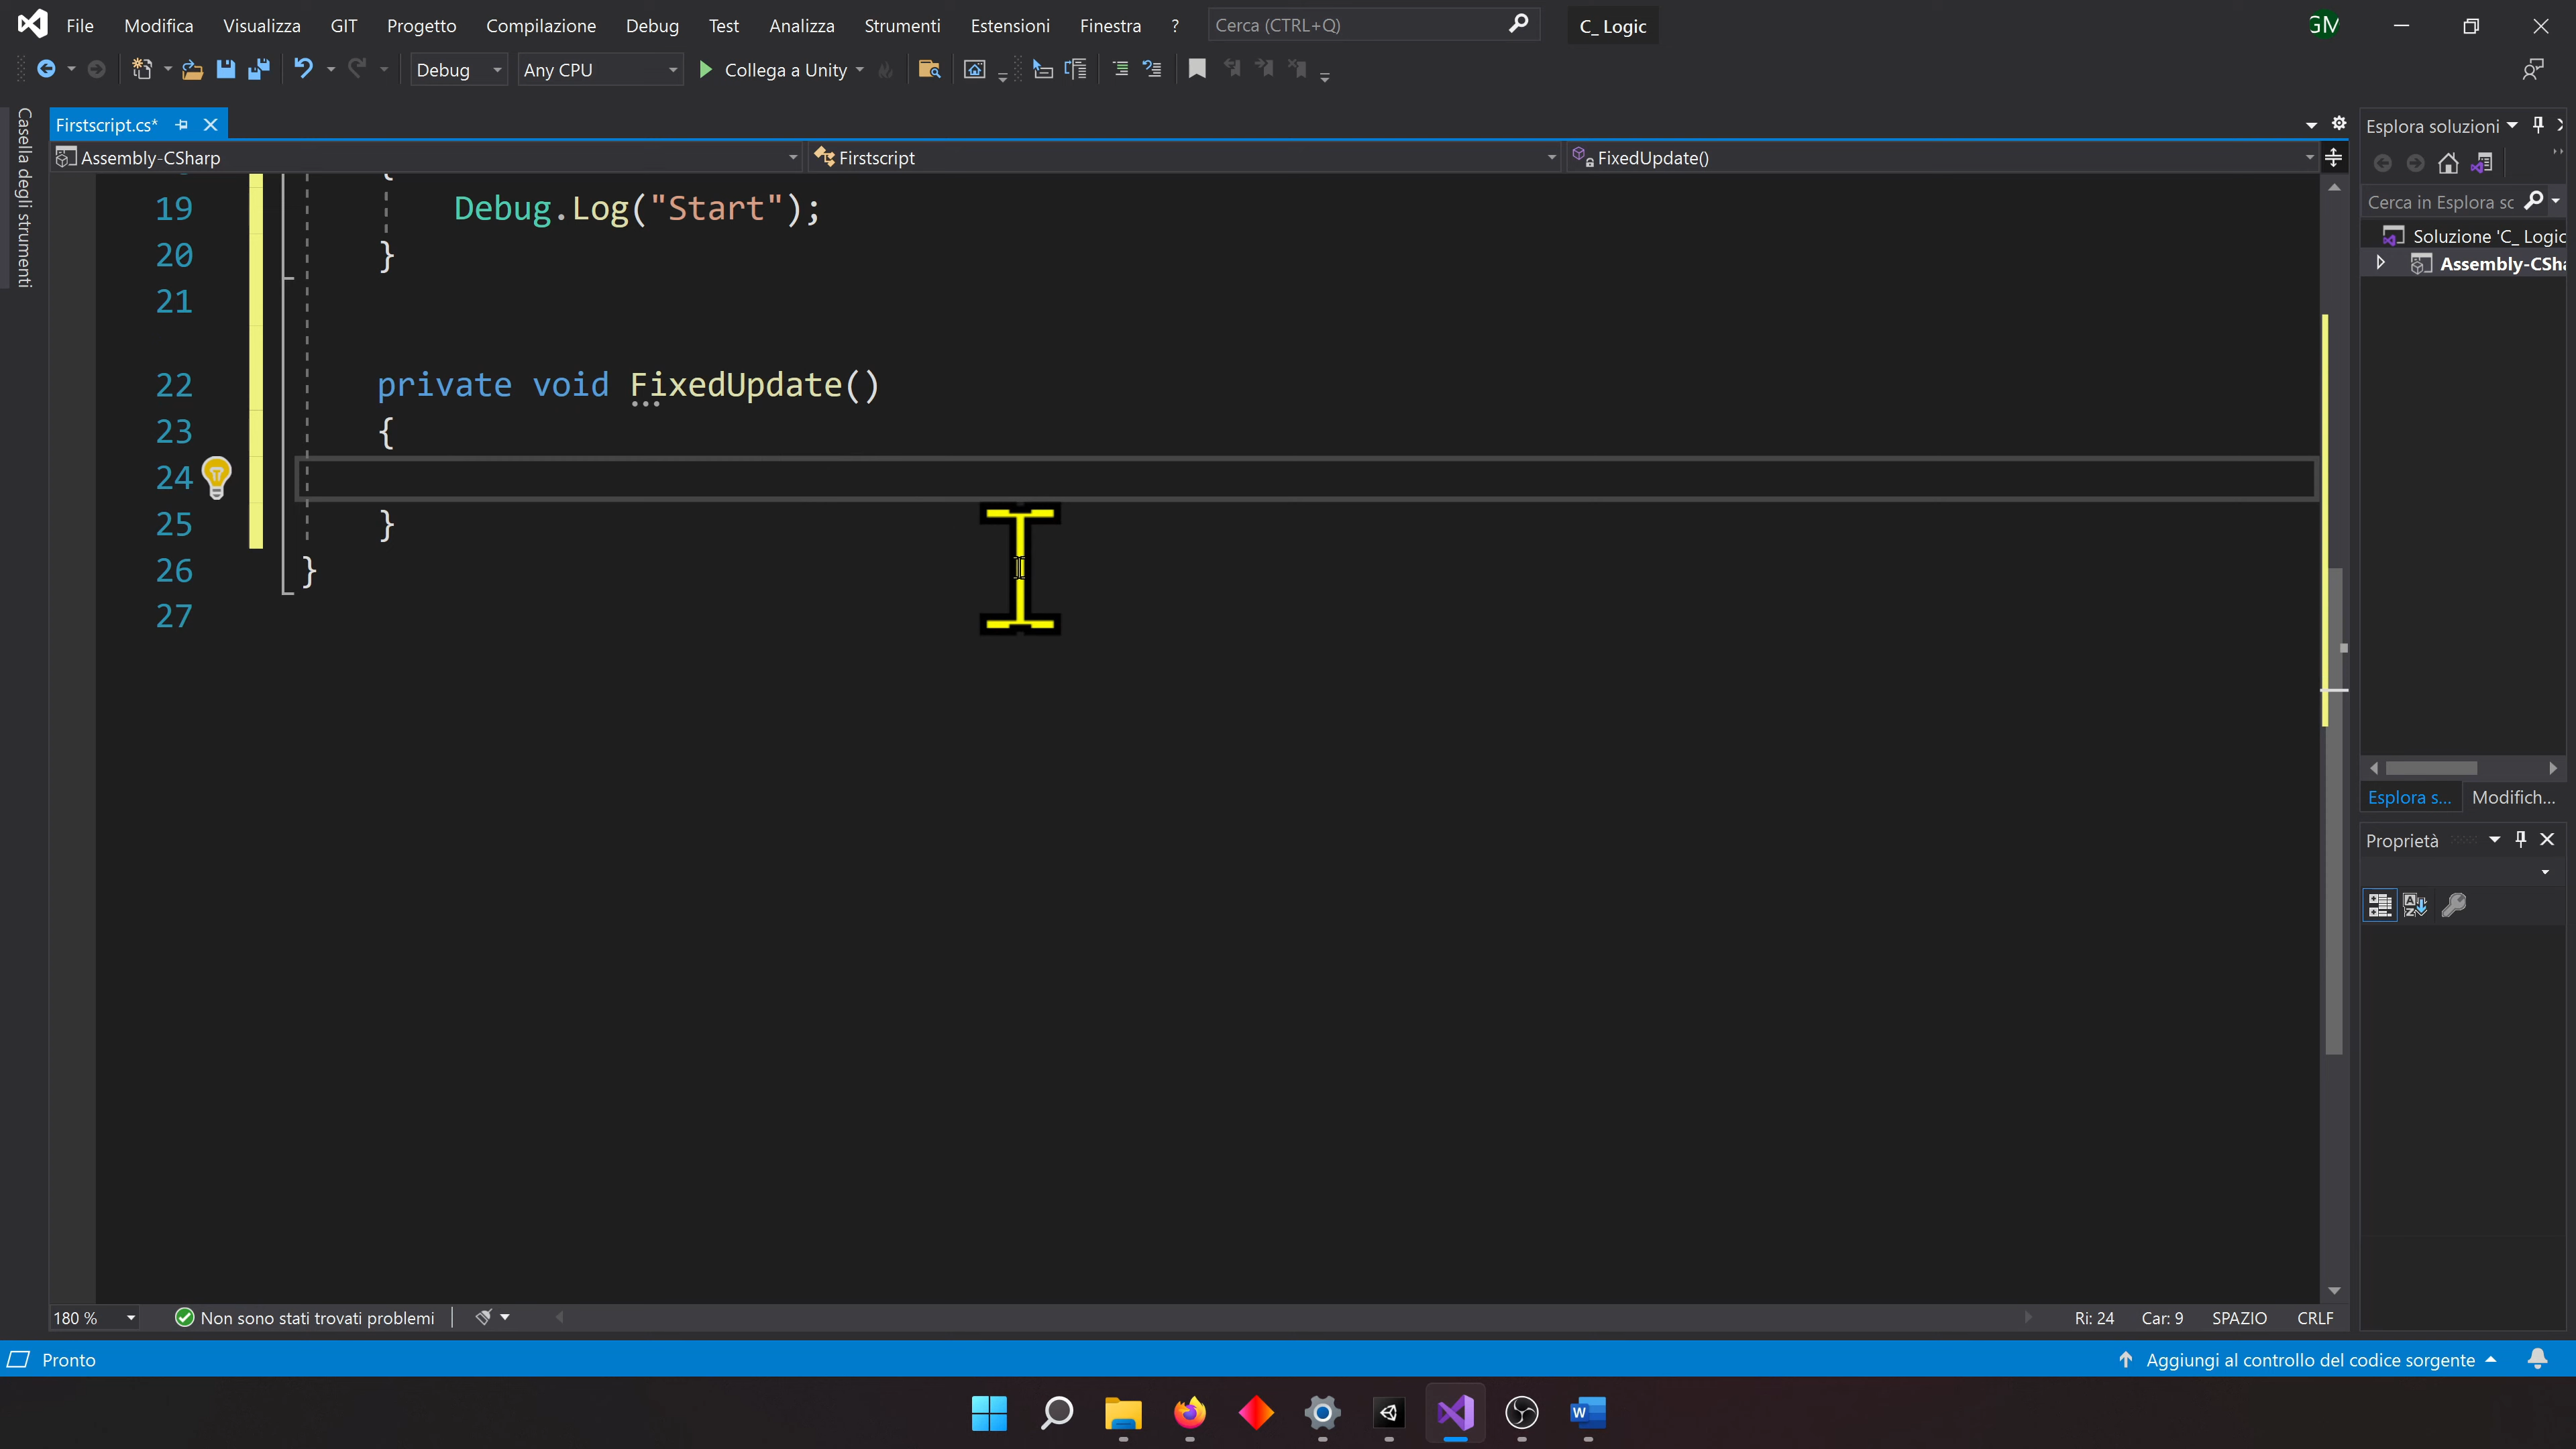 File Modifica Visualizza GIT Progetto Compilazione Debug Test Analizza Strumenti Estensioni Finestra ? Cerca (CTRL+Q) C_ Logic GM
Debug Any CPU Collega a Unity
Casella degli strumenti
Firstscript.cs*
Assembly-CSharp Firstscript FixedUpdate()
{
19 Debug.Log("Start");
20 }
21
22 private void FixedUpdate()
23 {
24
25 }
26 }
27
Esplora soluzioni
Cerca in Esplora sc
Soluzione 'C_ Logic
Assembly-CSha
Esplora s... Modifich...
Proprietà
180 % Non sono stati trovati problemi Ri: 24 Car: 9 SPAZIO CRLF
Pronto Aggiungi al controllo del codice sorgente